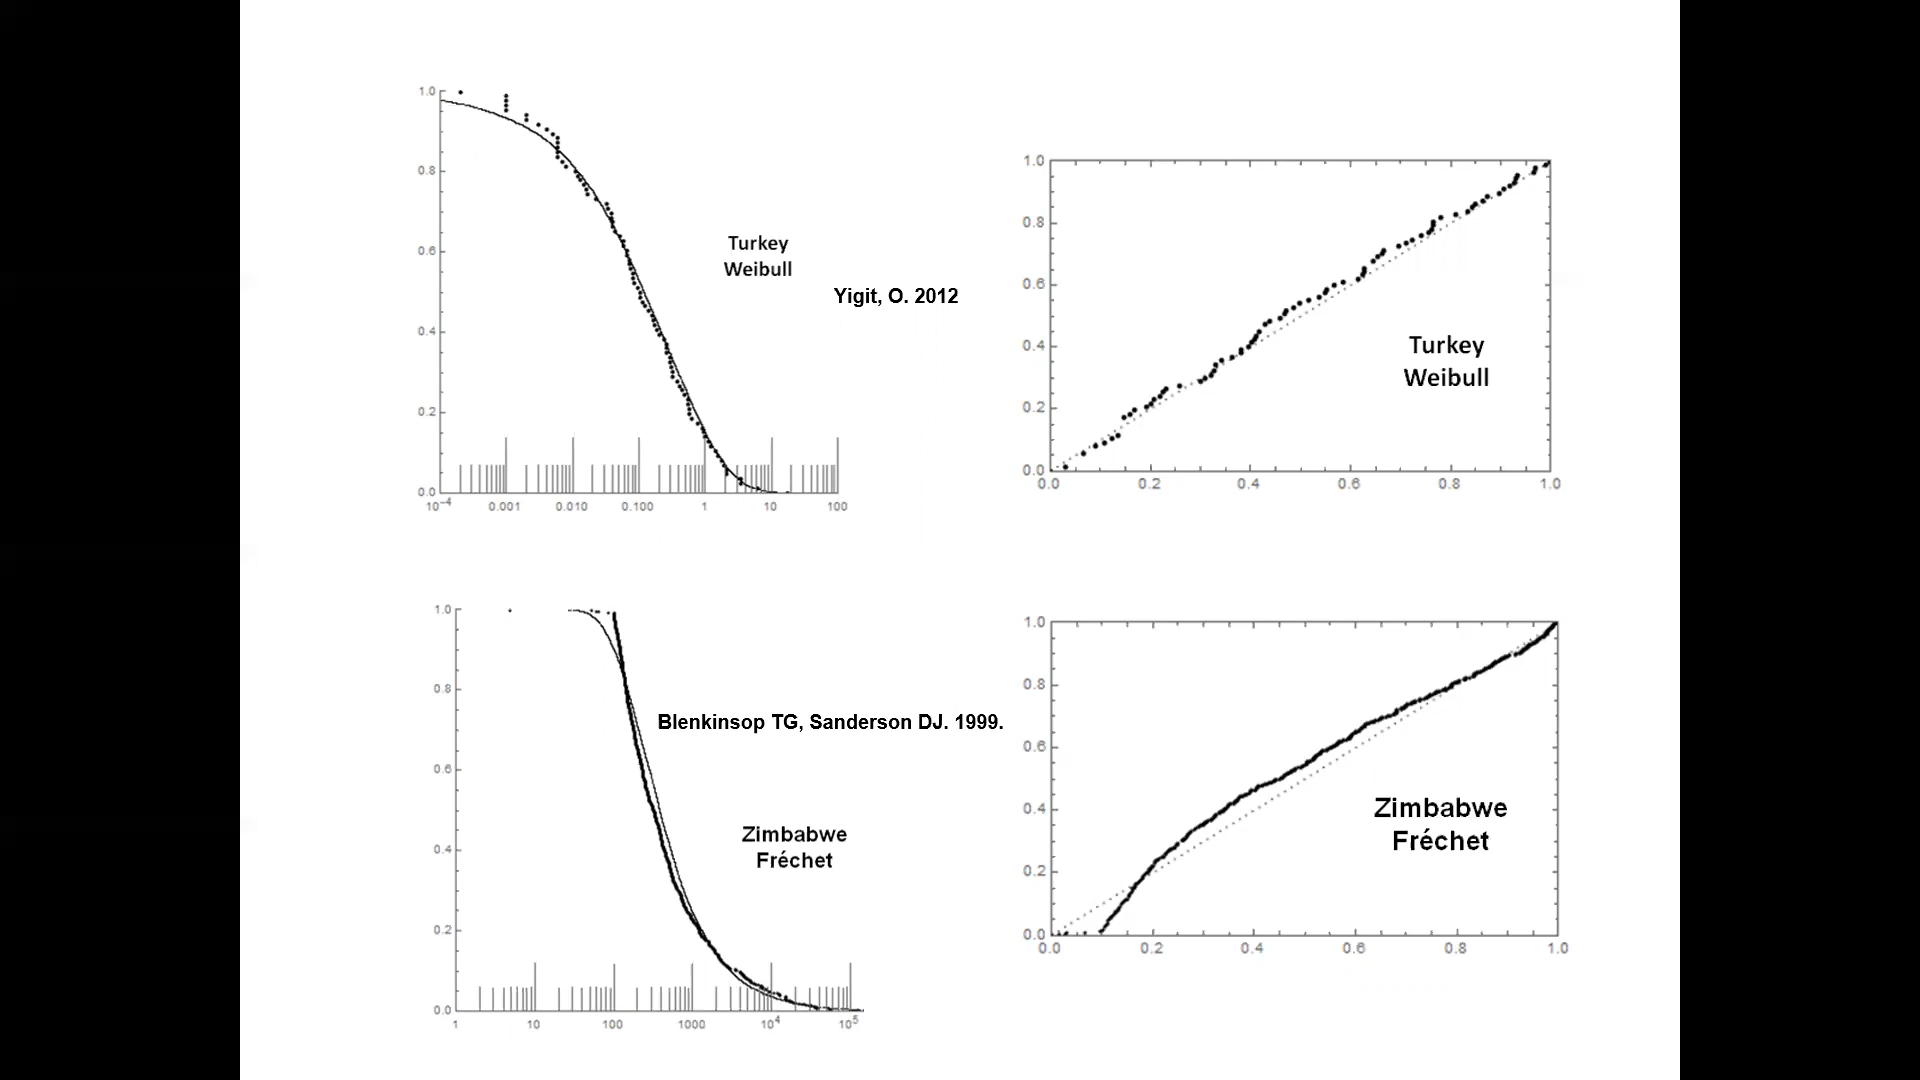 1.0
0.8
0.6
0.4
0.2
0.0
10⁻⁴ 0.001 0.010 0.100 1 10 100
Turkey
Weibull
Yigit, O. 2012
1.0
0.8
0.6
0.4
0.2
0.0
0.0 0.2 0.4 0.6 0.8 1.0
Turkey
Weibull
1.0
0.8
0.6
0.4
0.2
0.0
1 10 100 1000 10⁴ 10⁵
Blenkinsop TG, Sanderson DJ. 1999.
Zimbabwe
Fréchet
1.0
0.8
0.6
0.4
0.2
0.0
0.0 0.2 0.4 0.6 0.8 1.0
Zimbabwe
Fréchet